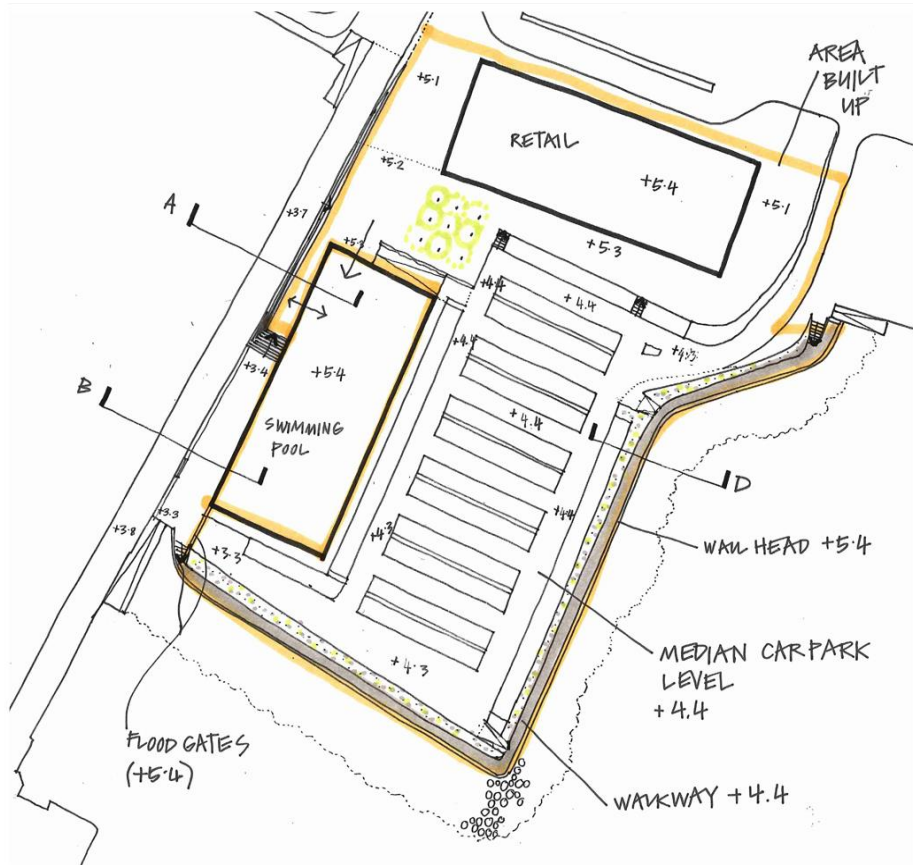 AREA
BUILT
UP
+5.1
RETAIL
+5.2
+5.4
+5.1
A
+3.7
+5.3
+4.4
+4.4
+4.4
+4.3
+3.4
+5.4
+4.4
B
SWIMMING
POOL
D
+4.4
+3.8
+3.3
+3.3
+4.3
WALL HEAD +5.4
+4.3
MEDIAN CAR PARK
LEVEL
+4.4
FLOOD GATES
(+5.4)
WALKWAY +4.4